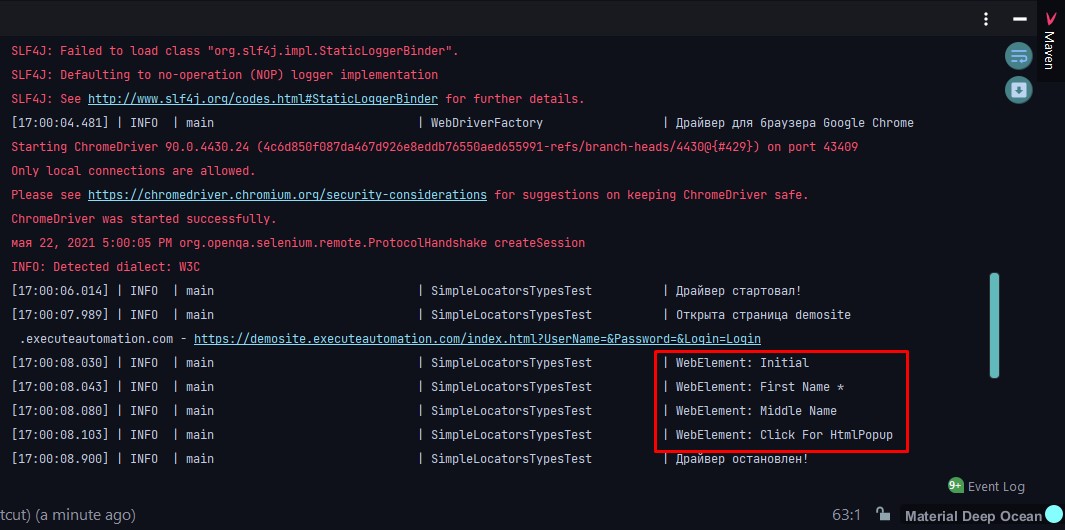 Maven
SLF4J: Failed to load class "org.slf4j.impl.StaticLoggerBinder".
SLF4J: Defaulting to no-operation (NOP) logger implementation
SLF4J: See http://www.slf4j.org/codes.html#StaticLoggerBinder for further details.
[17:00:04.481] | INFO | main | WebDriverFactory | Драйвер для браузера Google Chrome
Starting ChromeDriver 90.0.4430.24 (4c6d850f087da467d926e8eddb76550aed655991-refs/branch-heads/4430@{#429}) on port 43409
Only local connections are allowed.
Please see https://chromedriver.chromium.org/security-considerations for suggestions on keeping ChromeDriver safe.
ChromeDriver was started successfully.
мая 22, 2021 5:00:05 PM org.openqa.selenium.remote.ProtocolHandshake createSession
INFO: Detected dialect: W3C
[17:00:06.014] | INFO | main | SimpleLocatorsTypesTest | Драйвер стартовал!
[17:00:07.989] | INFO | main | SimpleLocatorsTypesTest | Открыта страница demosite
.executeautomation.com - https://demosite.executeautomation.com/index.html?UserName=&Password=&Login=Login
[17:00:08.030] | INFO | main | SimpleLocatorsTypesTest | WebElement: Initial
[17:00:08.043] | INFO | main | SimpleLocatorsTypesTest | WebElement: First Name *
[17:00:08.080] | INFO | main | SimpleLocatorsTypesTest | WebElement: Middle Name
[17:00:08.103] | INFO | main | SimpleLocatorsTypesTest | WebElement: Click For HtmlPopup
[17:00:08.900] | INFO | main | SimpleLocatorsTypesTest | Драйвер остановлен!
9+ Event Log
tcut) (a minute ago) 63:1 Material Deep Ocean